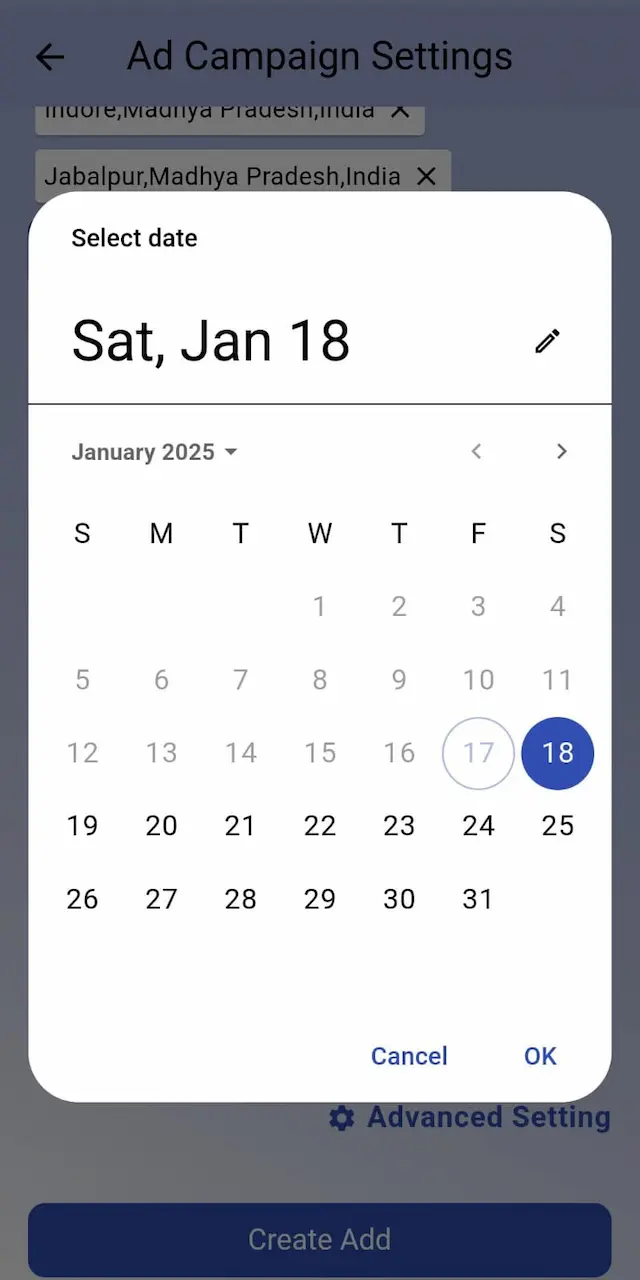 Ad Campaign Settings
Indore,Madhya Pradesh,India
Jabalpur,Madhya Pradesh,India
Select date
Sat, Jan 18
January 2025
S M T W T F S
1 2 3 4
5 6 7 8 9 10 11
12 13 14 15 16 17 18
19 20 21 22 23 24 25
26 27 28 29 30 31
Cancel OK
Advanced Setting
Create Add